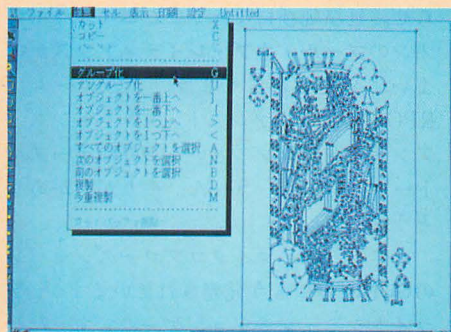 ファイル 編集 セル 表示 印刷 設定 Untitled
カット X
コピー C
グループ化 G
アングループ化 U
オブジェクトを一番上へ
オブジェクトを一番下へ
オブジェクトを1つ上へ >
オブジェクトを1つ下へ <
すべてのオブジェクトを選択 A
次のオブジェクトを選択 N
前のオブジェクトを選択 B
複製 D
多重複製 M